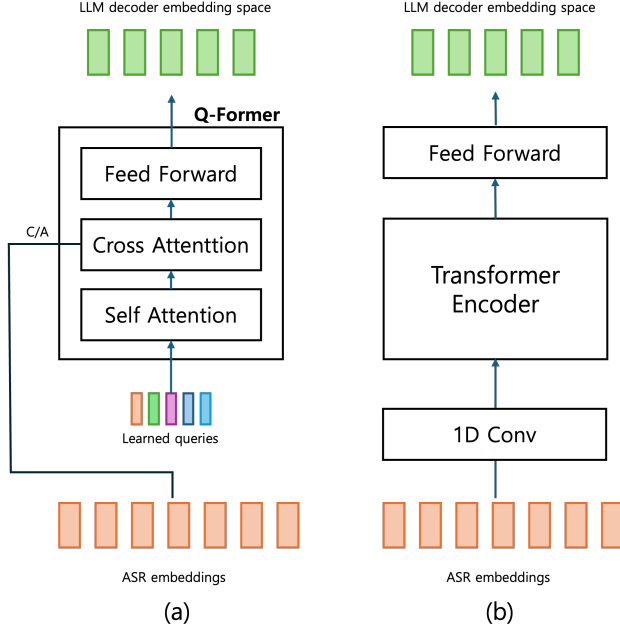 LLM decoder embedding space
Q-Former
Feed Forward
C/A
Cross Attenttion
Self Attention
Learned queries
ASR embeddings
(a)
LLM decoder embedding space
Feed Forward
Transformer
Encoder
1D Conv
ASR embeddings
(b)